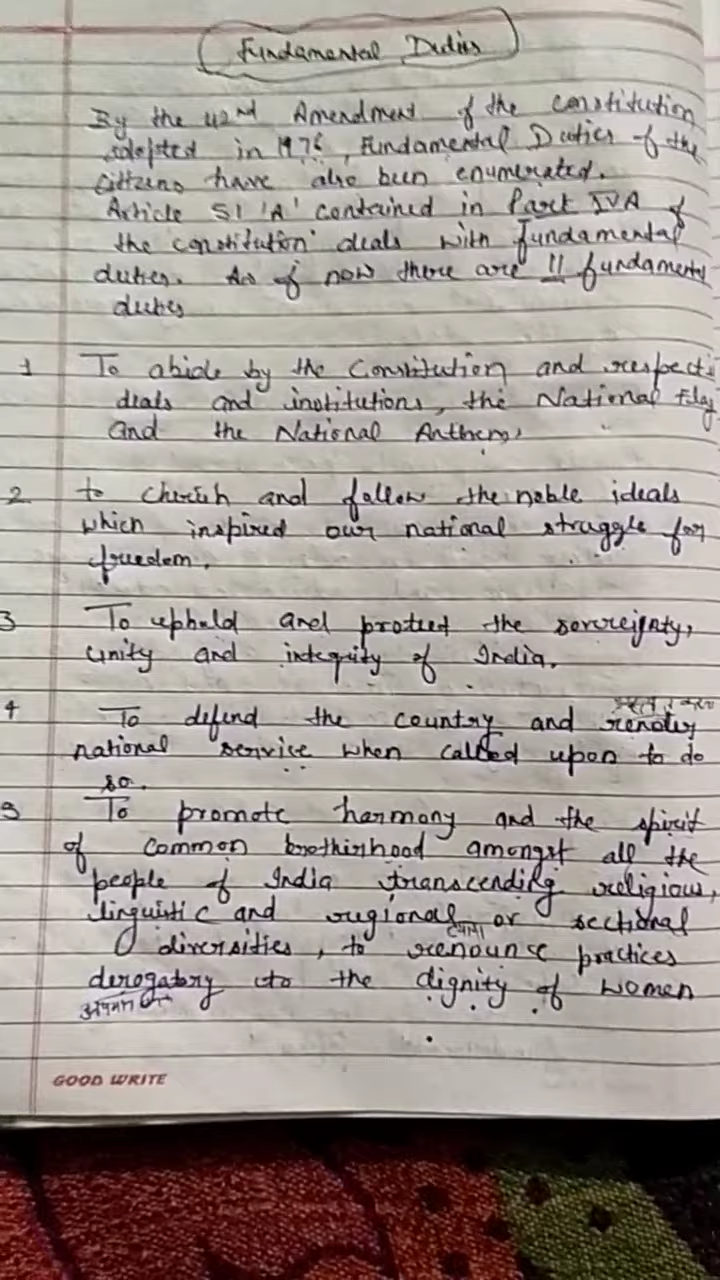 Fundamental Duties
By the 42nd Amendment of the constitution
adopted in 1976, Fundamental Duties of the
Citizens have also been enumerated.
Article 51 'A' contained in Part IVA of
the constitution deals with fundamental
duties. As of now there are 11 fundamental
duties
1 To abide by the Constitution and respect
deals and institutions, the National Flag
and the National Anthem,
2 to cherish and follow the noble ideals
which inspired our national struggle for
freedom.
3 To uphold and protect the sovereignty,
unity and integrity of India.
4 To defend the country and
national service when called upon to do
so.
5 To promote harmony and the spirit
of common brotherhood amongst all the
people of India transcending religious,
linguistic and regional or sectional
diversities, to renounce practices
derogatory to the dignity of women
GOOD WRITE